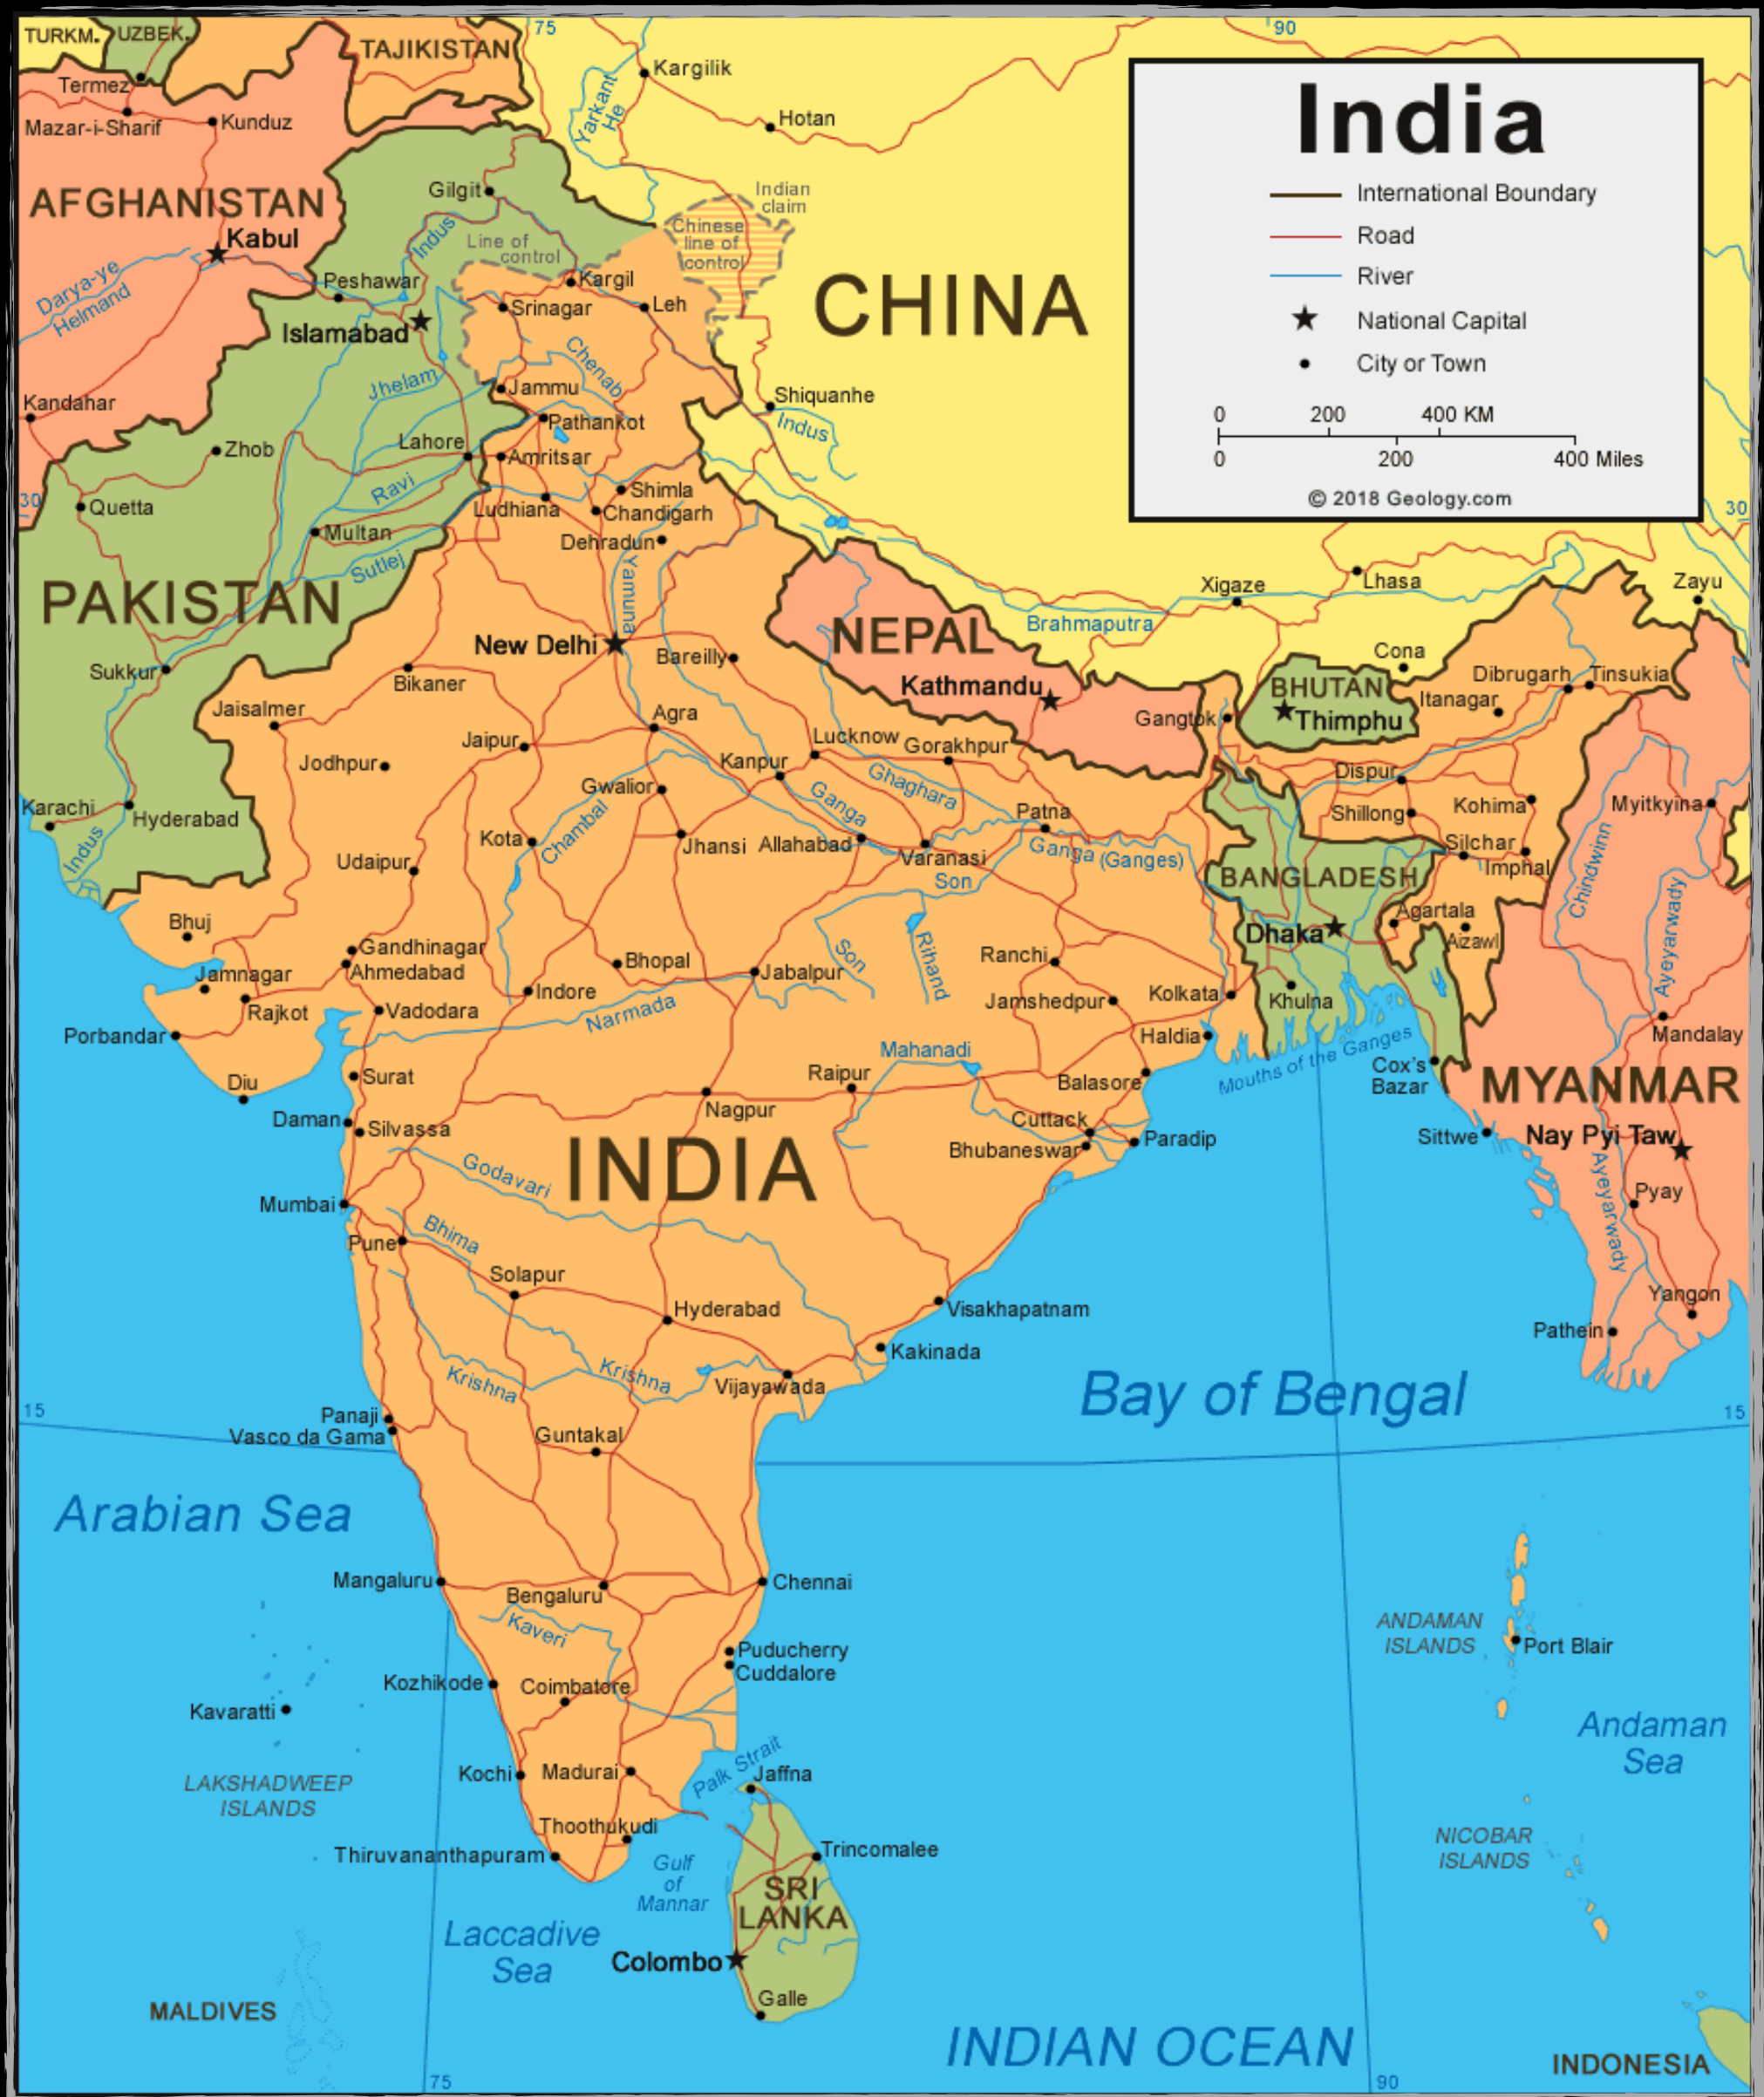 TURKM.
UZBEK.
TAJIKISTAN
75
90
Termez
Mazar-i-Sharif
Kunduz
Kargilik
Yarkant
He
Hotan
India
International Boundary
Road
River
National Capital
City or Town
0 200 400 KM
0 200 400 Miles
© 2018 Geology.com
AFGHANISTAN
Kabul
Gilgit
Indus
Line of
control
Indian
claim
Chinese
line of
control
CHINA
Darya-ye
Helmand
Peshawar
Islamabad
Kargil
Srinagar
Leh
Chenab
Jhelam
Jammu
Pathankot
Shiquanhe
Indus
Kandahar
Zhob
Lahore
Amritsar
30
Quetta
Ravi
Ludhiana
Shimla
Chandigarh
Multan
Sutlej
Dehradun
Yamuna
30
PAKISTAN
New Delhi
Bareilly
NEPAL
Kathmandu
Brahmaputra
Xigaze
Lhasa
Zayu
Cona
Sukkur
Bikaner
Jaisalmer
Jodhpur
Jaipur
Agra
Lucknow
Gorakhpur
Gangtok
BHUTAN
Thimphu
Itanagar
Dibrugarh
Tinsukia
Karachi
Hyderabad
Indus
Kanpur
Gwalior
Ghaghara
Ganga
Patna
Dispur
Shillong
Kohima
Myitkyina
Kota
Chambal
Udaipur
Jhansi
Allahabad
Varanasi
Ganga (Ganges)
Son
BANGLADESH
Silchar
Imphal
Chindwinn
Bhuj
Gandhinagar
Ahmedabad
Jamnagar
Rajkot
Vadodara
Indore
Bhopal
Jabalpur
Son
Rihand
Narmada
Ranchi
Jamshedpur
Kolkata
Dhaka
Khulna
Agartala
Aizawl
Ayeyarwady
Mandalay
Porbandar
Diu
Surat
Daman
Silvassa
Haldia
Mouths of the Ganges
Cox's
Bazar
MYANMAR
Mahanadi
Raipur
Nagpur
Balasore
Cuttack
Bhubaneswar
Paradip
Sittwe
Nay Pyi Taw
Ayeyarwady
Pyay
INDIA
Godavari
Mumbai
Pune
Bhima
Solapur
Hyderabad
Visakhapatnam
Kakinada
Yangon
Pathein
Krishna
Krishna
Vijayawada
Bay of Bengal
15
Panaji
Vasco da Gama
Guntakal
15
Arabian Sea
Mangaluru
Bengaluru
Chennai
Kaveri
Puducherry
Cuddalore
ANDAMAN
ISLANDS
Port Blair
Kozhikode
Coimbatore
Kavaratti
LAKSHADWEEP
ISLANDS
Kochi
Madurai
Palk Strait
Jaffna
Andaman
Sea
Thoothukudi
Thiruvananthapuram
Gulf
of
Mannar
Trincomalee
NICOBAR
ISLANDS
SRI
LANKA
Laccadive
Sea
Colombo
Galle
MALDIVES
INDIAN OCEAN
INDONESIA
75
90